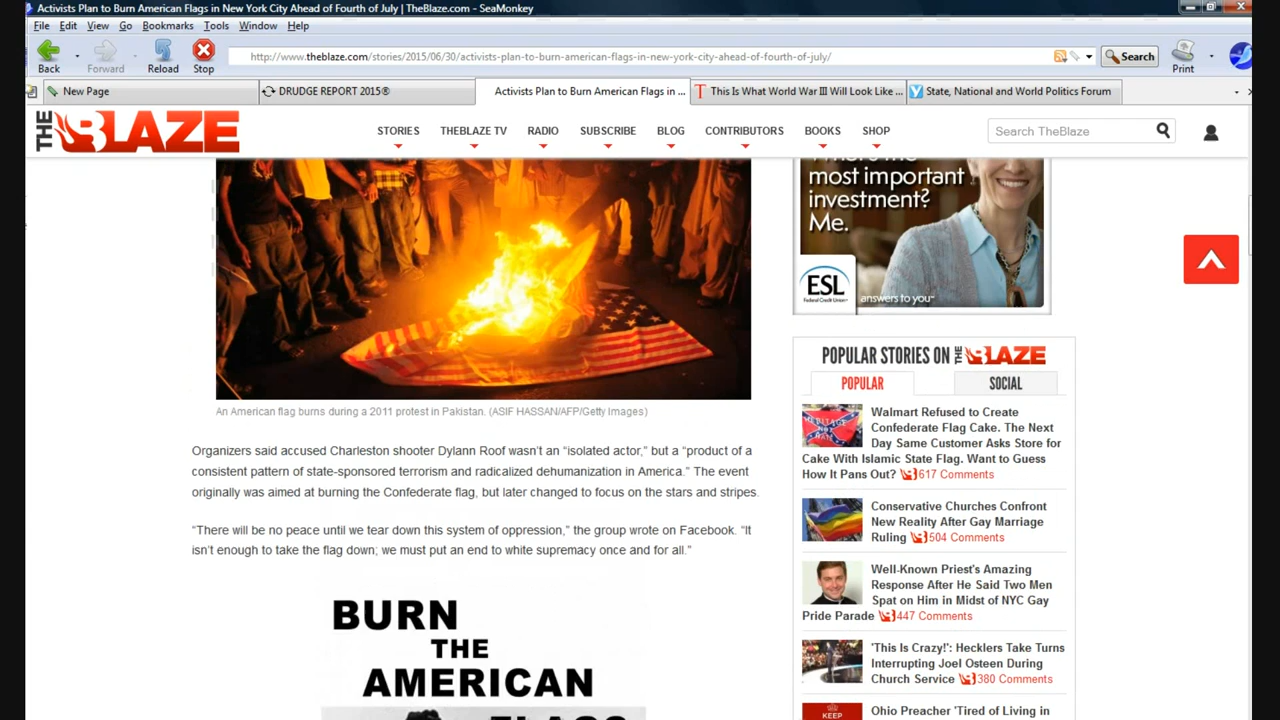 Activists Plan to Burn American Flags in New York City Ahead of Fourth of July | TheBlaze.com - SeaMonkey
File Edit View Go Bookmarks Tools Window Help
Back Forward Reload Stop
http://www.theblaze.com/stories/2015/06/30/activists-plan-to-burn-american-flags-in-new-york-city-ahead-of-fourth-of-july/
Search
Print
New Page
DRUDGE REPORT 2015®
Activists Plan to Burn American Flags in ...
This Is What World War III Will Look Like ...
State, National and World Politics Forum
THE BLAZE
STORIES THEBLAZE TV RADIO SUBSCRIBE BLOG CONTRIBUTORS BOOKS SHOP
Search TheBlaze
An American flag burns during a 2011 protest in Pakistan. (ASIF HASSAN/AFP/Getty Images)
Organizers said accused Charleston shooter Dylann Roof wasn’t an “isolated actor,” but a “product of a
consistent pattern of state-sponsored terrorism and radicalized dehumanization in America.” The event
originally was aimed at burning the Confederate flag, but later changed to focus on the stars and stripes.
“There will be no peace until we tear down this system of oppression,” the group wrote on Facebook. “It
isn’t enough to take the flag down; we must put an end to white supremacy once and for all.”
BURN
THE
AMERICAN
FLAGS
most important
investment?
Me.
ESL
Federal Credit Union
answers to you
POPULAR STORIES ON THE BLAZE
POPULAR
SOCIAL
Walmart Refused to Create
Confederate Flag Cake. The Next
Day Same Customer Asks Store for
Cake With Islamic State Flag. Want to Guess
How It Pans Out? 617 Comments
Conservative Churches Confront
New Reality After Gay Marriage
Ruling 504 Comments
Well-Known Priest's Amazing
Response After He Said Two Men
Spat on Him in Midst of NYC Gay
Pride Parade 447 Comments
'This Is Crazy!': Hecklers Take Turns
Interrupting Joel Osteen During
Church Service 380 Comments
Ohio Preacher 'Tired of Living in
KEEP